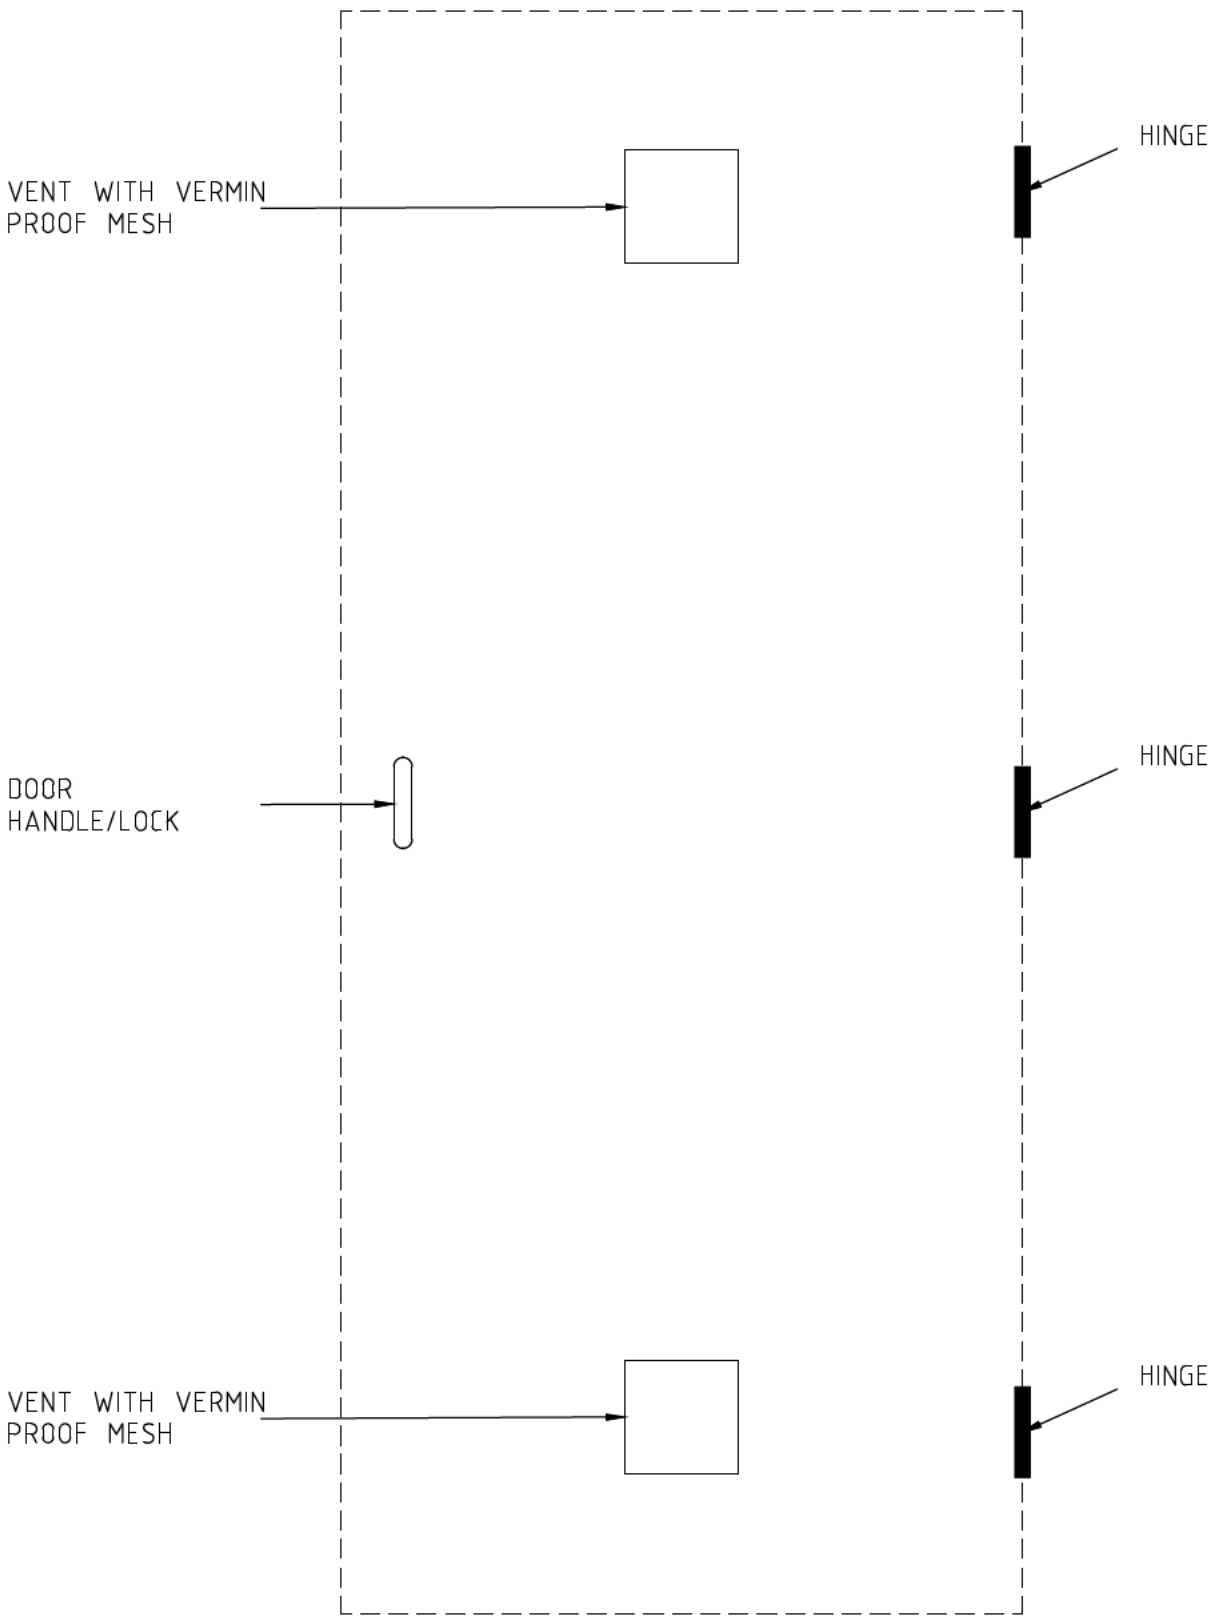 HINGE
VENT WITH VERMIN
PROOF MESH
HINGE
DOOR
HANDLE/LOCK
HINGE
VENT WITH VERMIN
PROOF MESH